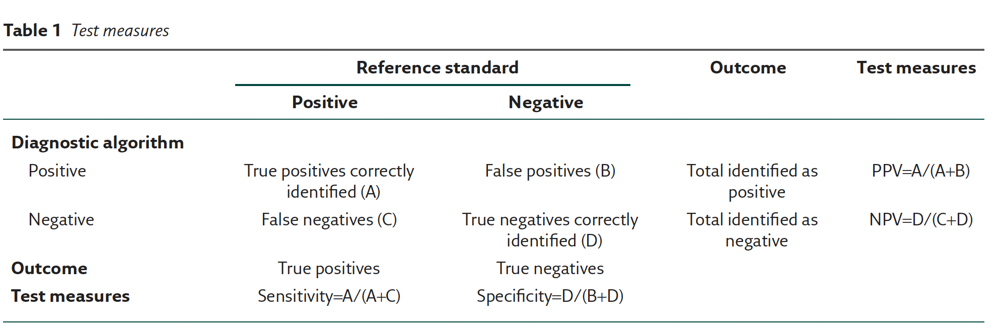 Table 1 Test measures
Reference standard Outcome Test measures
Positive Negative
Diagnostic algorithm
Positive True positives correctly False positives (B) Total identified as PPV=A/(A+B)
identified (A) positive
Negative False negatives (C) True negatives correctly Total identified as NPV=D/(C+D)
identified (D) negative
Outcome True positives True negatives
Test measures Sensitivity=A/(A+C) Specificity=D/(B+D)